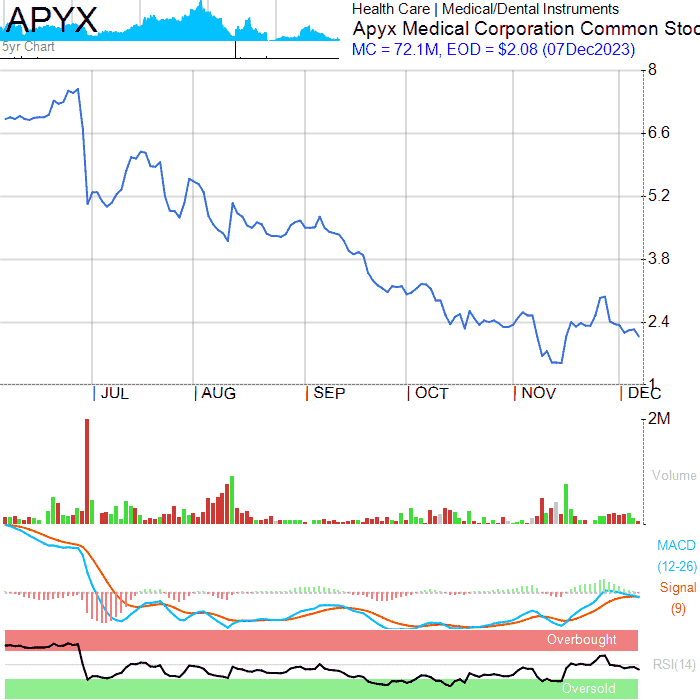 APYX
5yr Chart
Health Care | Medical/Dental Instruments
Apyx Medical Corporation Common Stoc
MC = 72.1M, EOD = $2.08 (07Dec2023)
8
6.6
5.2
3.8
2.4
1
JUL AUG SEP OCT NOV DEC
2M
Volume
MACD
(12-26)
Signal
(9)
Overbought
RSI(14)
Oversold